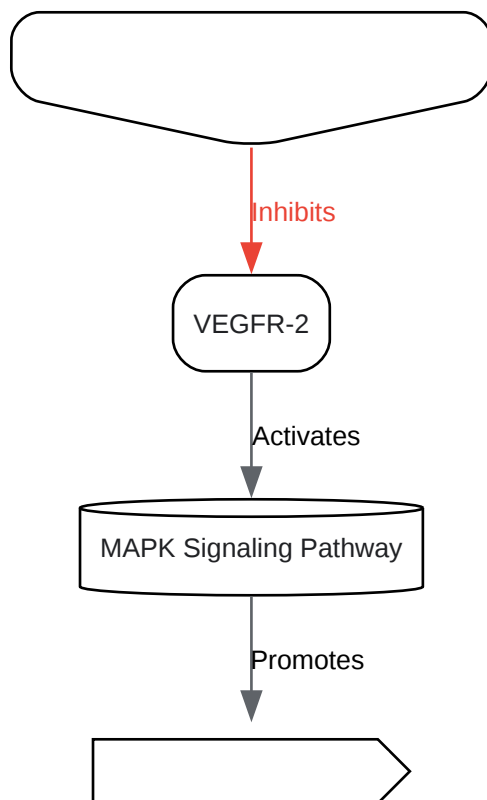 Inhibits
VEGFR-2
Activates
MAPK Signaling Pathway
Promotes